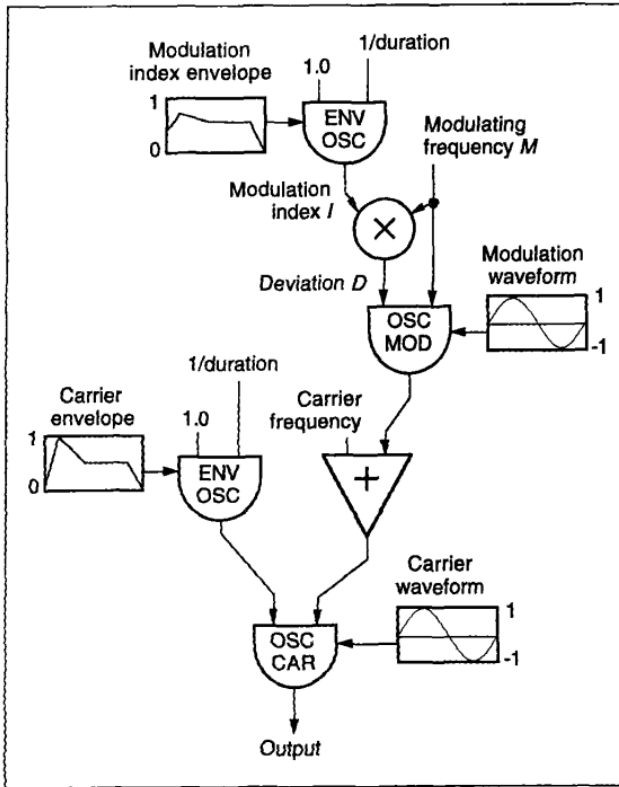 Modulation
index envelope
1
0
1.0
1/duration
ENV
OSC
Modulating
frequency M
Modulation
index I
×
Deviation D
Modulation
waveform
1
-1
OSC
MOD
1/duration
Carrier
envelope
1
0
1.0
ENV
OSC
Carrier
frequency
+
Carrier
waveform
1
-1
OSC
CAR
Output